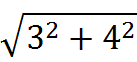 √(3² + 4²)